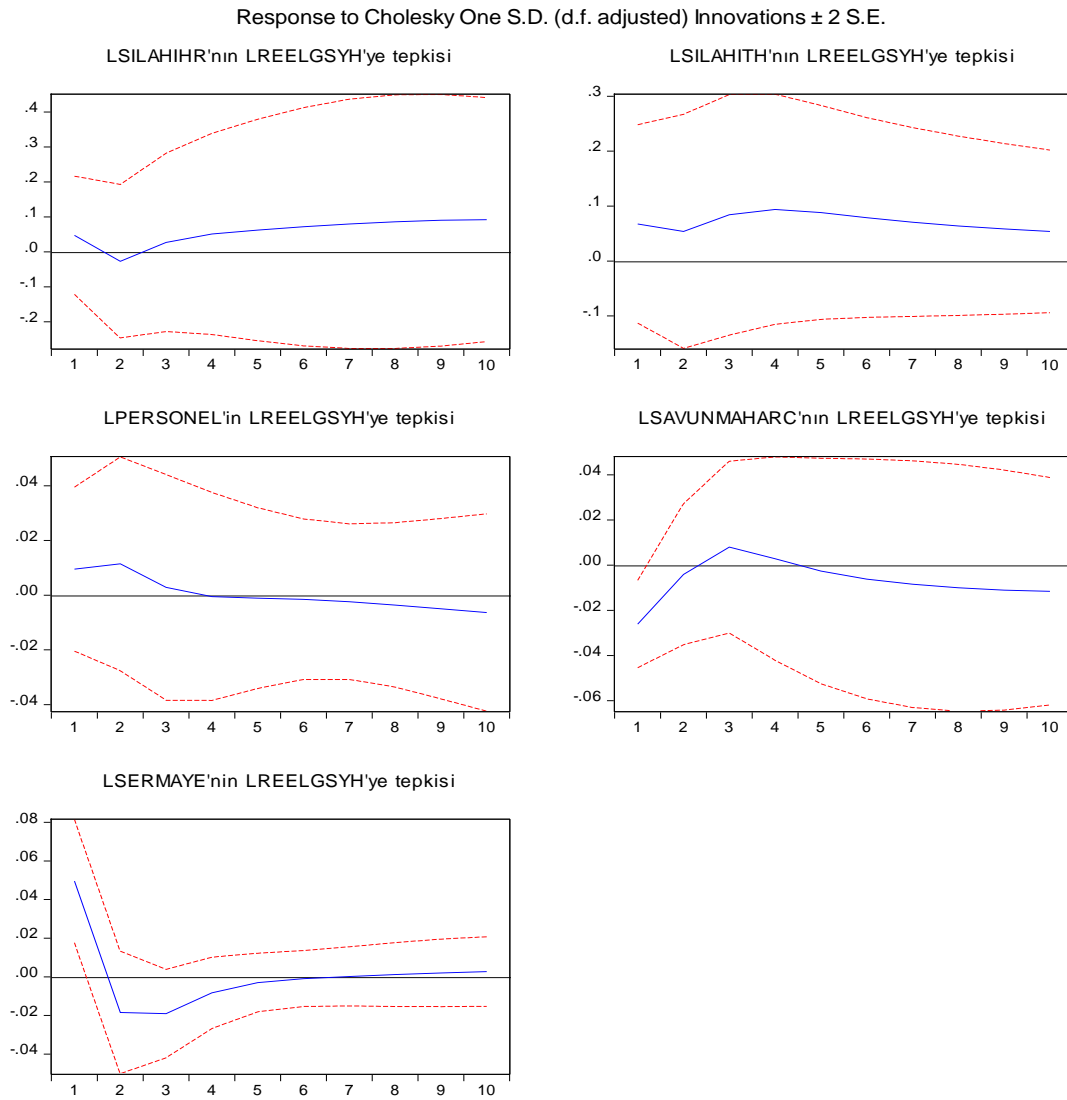 Response to Cholesky One S.D. (d.f. adjusted) Innovations ± 2 S.E.
LSILAHIHR'nın LREELGSYH'ye tepkisi
.4
.3
.2
.1
.0
-.1
-.2
1 2 3 4 5 6 7 8 9 10
LSILAHITH'nın LREELGSYH'ye tepkisi
.3
.2
.1
.0
-.1
1 2 3 4 5 6 7 8 9 10
LPERSONEL'in LREELGSYH'ye tepkisi
.04
.02
.00
-.02
-.04
1 2 3 4 5 6 7 8 9 10
LSAVUNMAHARC'nın LREELGSYH'ye tepkisi
.04
.02
.00
-.02
-.04
-.06
1 2 3 4 5 6 7 8 9 10
LSERMAYE'nin LREELGSYH'ye tepkisi
.08
.06
.04
.02
.00
-.02
-.04
1 2 3 4 5 6 7 8 9 10